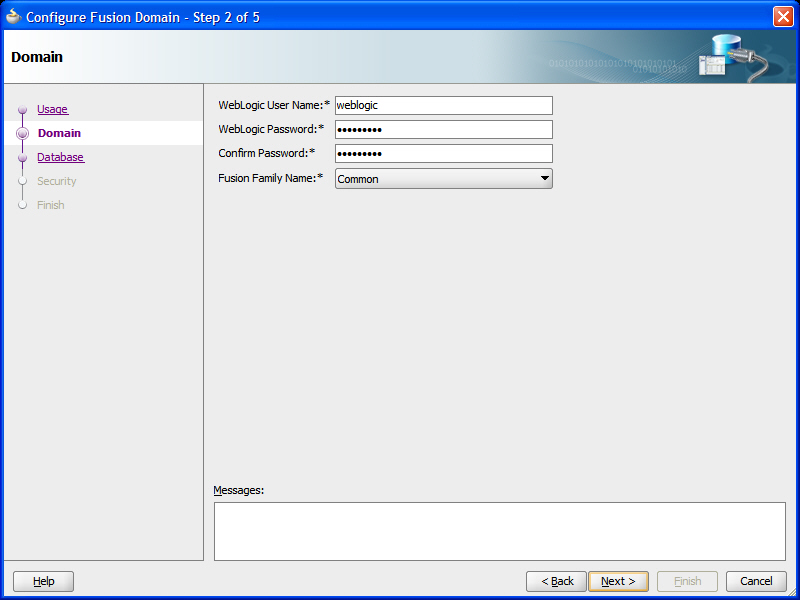 Configure Fusion Domain - Step 2 of 5
Domain
Usage
Domain
Database
Security
Finish
WebLogic User Name:* weblogic
WebLogic Password:* •••••••••
Confirm Password:* •••••••••
Fusion Family Name:* Common
Messages:
Help < Back Next > Finish Cancel